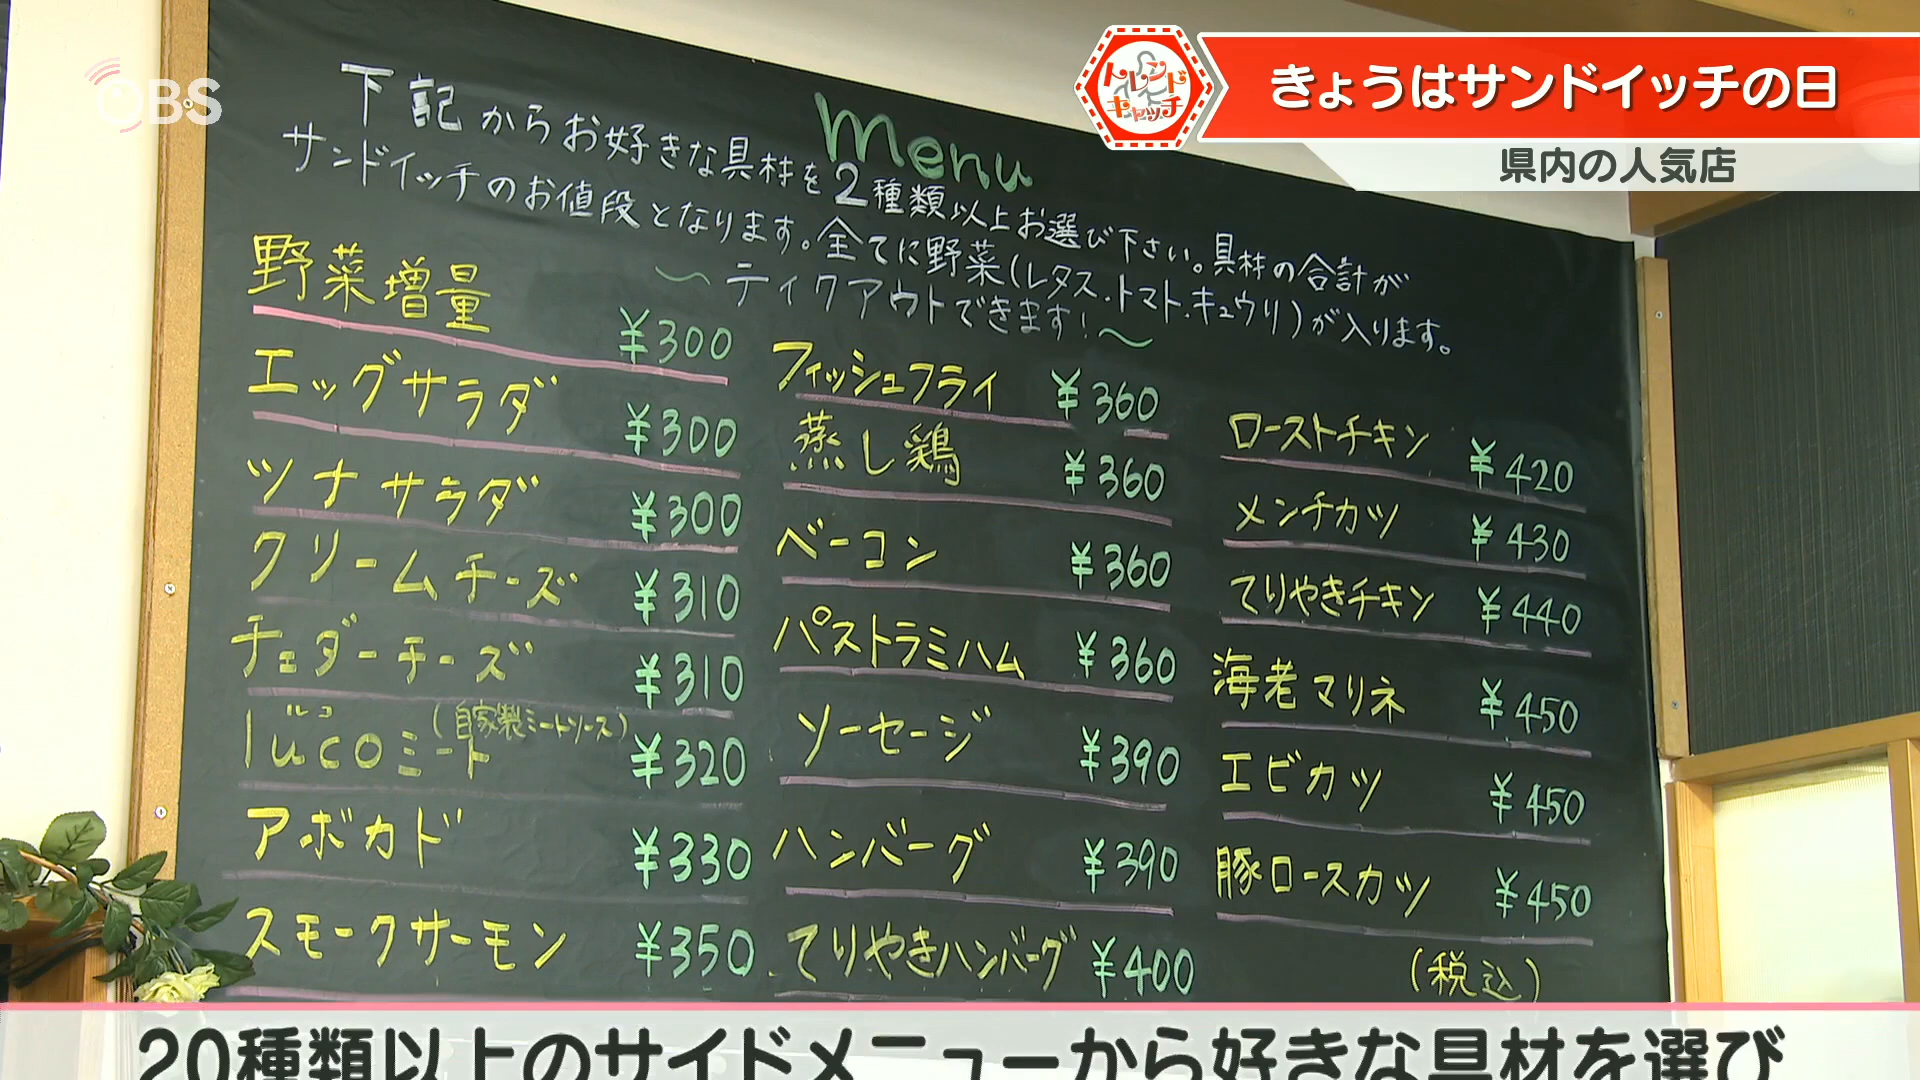 OBS
トレンドキャッチ
きょうはサンドイッチの日
県内の人気店
menu
下記からお好きな具材を2種類以上お選び下さい。具材の合計が
サンドイッチのお値段となります。全てに野菜(レタス.トマト.キュウリ)が入ります。
〜テイクアウトできます!〜
野菜増量 ¥300
エッグサラダ ¥300
ツナサラダ ¥300
クリームチーズ ¥310
チェダーチーズ ¥310
ルコ
lucoミート(自家製ミートソース) ¥320
アボカド ¥330
スモークサーモン ¥350
フィッシュフライ ¥360
蒸し鶏 ¥360
ベーコン ¥360
パストラミハム ¥360
ソーセージ ¥390
ハンバーグ ¥390
てりやきハンバーグ ¥400
ローストチキン ¥420
メンチカツ ¥430
てりやきチキン ¥440
海老マリネ ¥450
エビカツ ¥450
豚ロースカツ ¥450
(税込)
20種類以上のサイドメニューから好きな具材を選び